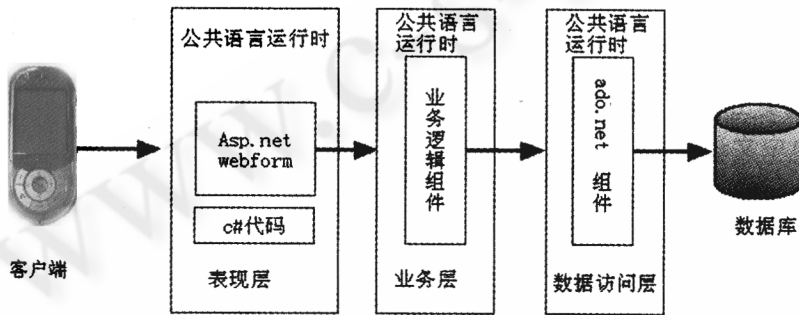 公共语言运行时
Asp.net
webform
c#代码
表现层
公共语言
运行时
业务逻辑组件
业务层
公共语言
运行时
ado.net 组件
数据访问层
客户端
数据库